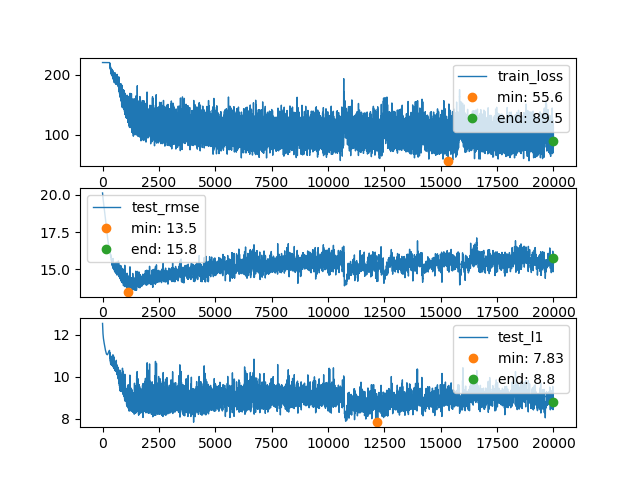 200
100
train_loss
min: 55.6
end: 89.5
0 2500 5000 7500 10000 12500 15000 17500 20000
20.0
17.5
15.0
test_rmse
min: 13.5
end: 15.8
0 2500 5000 7500 10000 12500 15000 17500 20000
12
10
8
test_l1
min: 7.83
end: 8.8
0 2500 5000 7500 10000 12500 15000 17500 20000